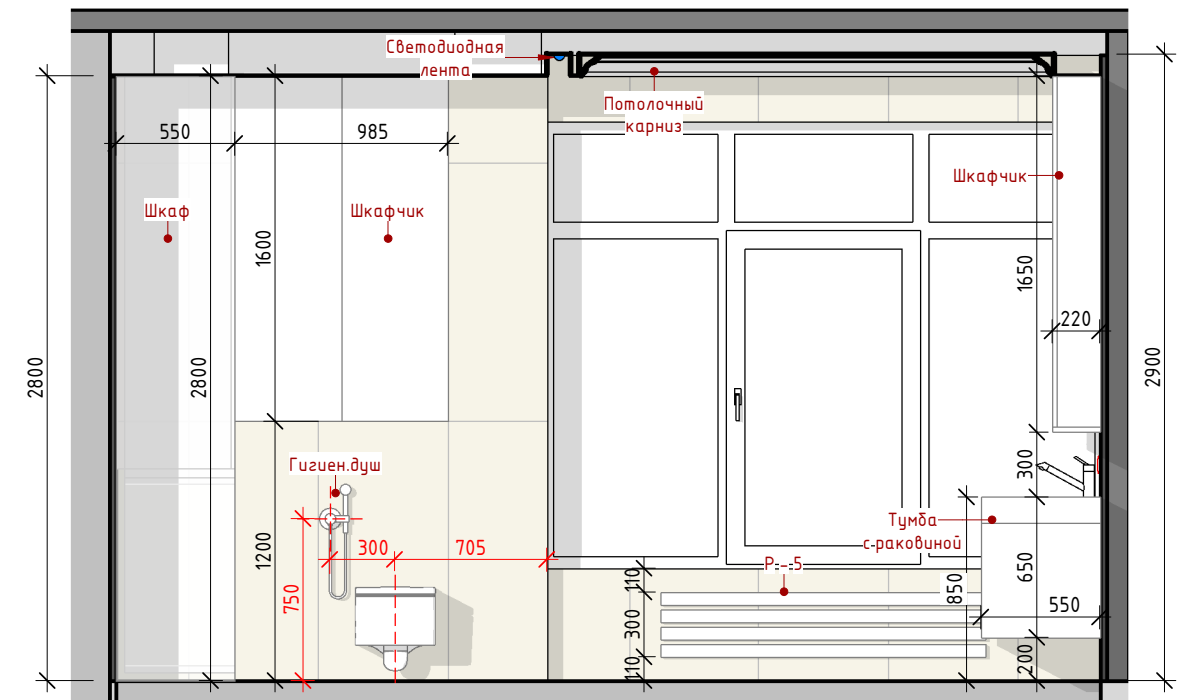 Светодиодная
лента
Потолочный
карниз
550
985
Шкафчик
Шкаф
Шкафчик
1600
1650
220
2800
2800
2900
Гигиен.душ
300
Тумба
с раковиной
1200
300
705
Р-5
110
850
650
750
550
300
110
200